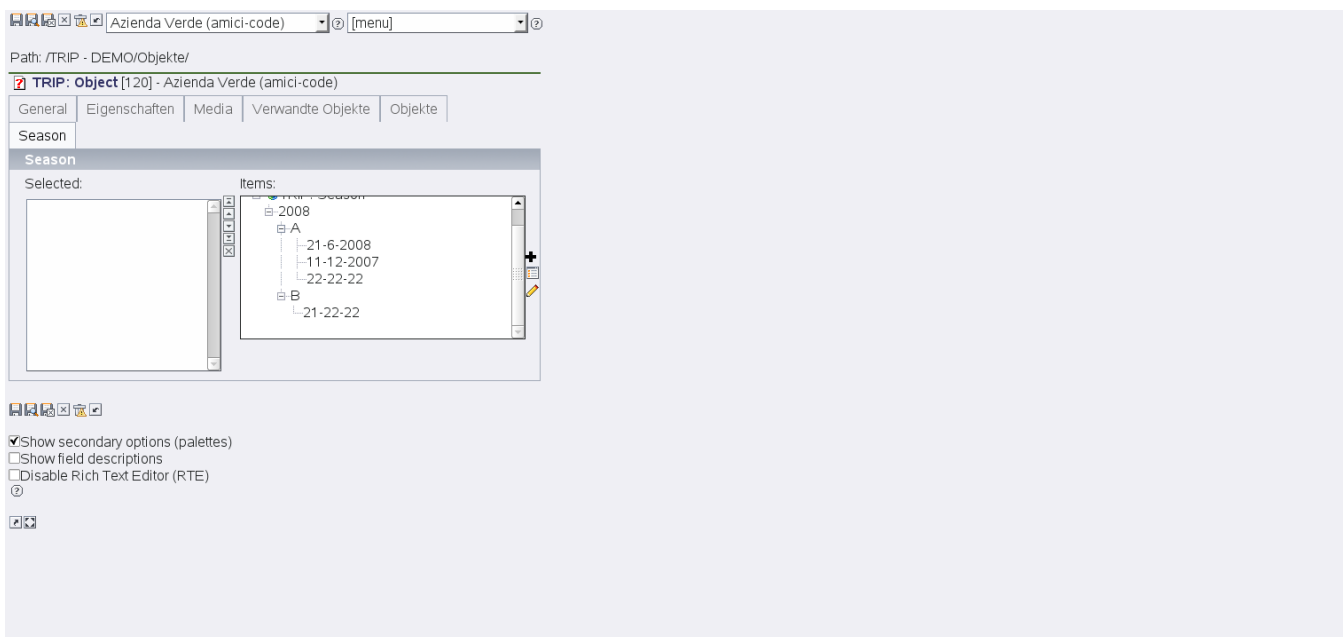 Azienda Verde (amici-code) [menu]
Path: /TRIP - DEMO/Objekte/
TRIP: Object [120] - Azienda Verde (amici-code)
General Eigenschaften Media Verwandte Objekte Objekte
Season
Season
Selected: Items:
TRIP: Season
2008
A
21-6-2008
11-12-2007
22-22-22
B
21-22-22
Show secondary options (palettes)
Show field descriptions
Disable Rich Text Editor (RTE)